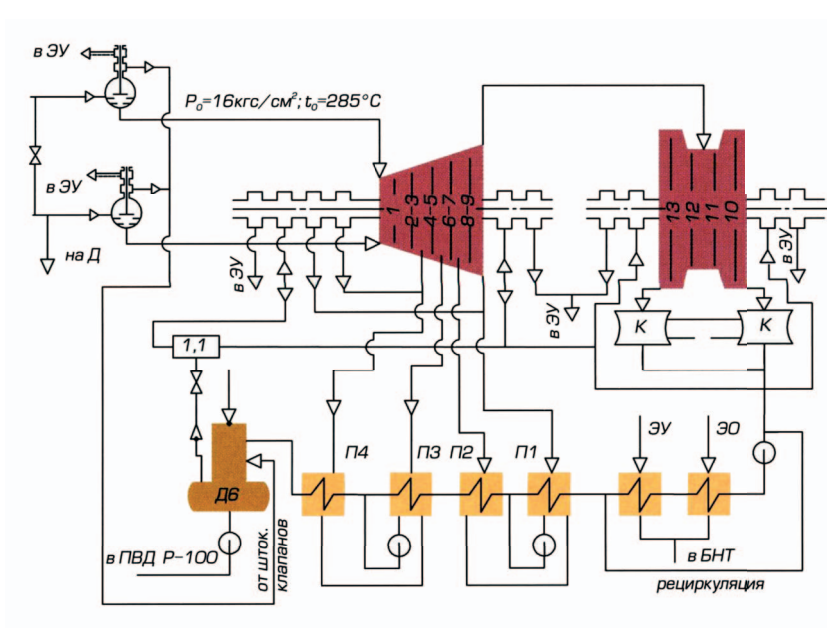 в ЭУ
P₀=16кгс/см²; t₀=285°C
в ЭУ
на Д
в ЭУ
1
2-3
4-5
6-7
8-9
в ЭУ
13
12
11
10
в ЭУ
К
К
1,1
П4
П3
П2
П1
ЭУ
ЭО
Д6
в ПВД Р-100
от шток.
клапанов
в БНТ
рециркуляция